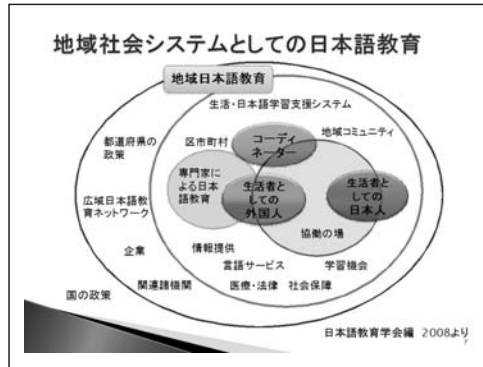 地域社会システムとしての日本語教育
地域日本語教育
生活・日本語学習支援システム
都道府県の
政策
区市町村
コーディ
ネーター
地域コミュニティ
専門家に
よる日本
語教育
生活者と
しての
外国人
生活者と
しての
日本人
広域日本語教
育ネットワーク
協働の場
企業
情報提供
言語サービス
学習機会
国の政策
関連諸機関
医療・法律
社会保障
日本語教育学会編 2008より
7